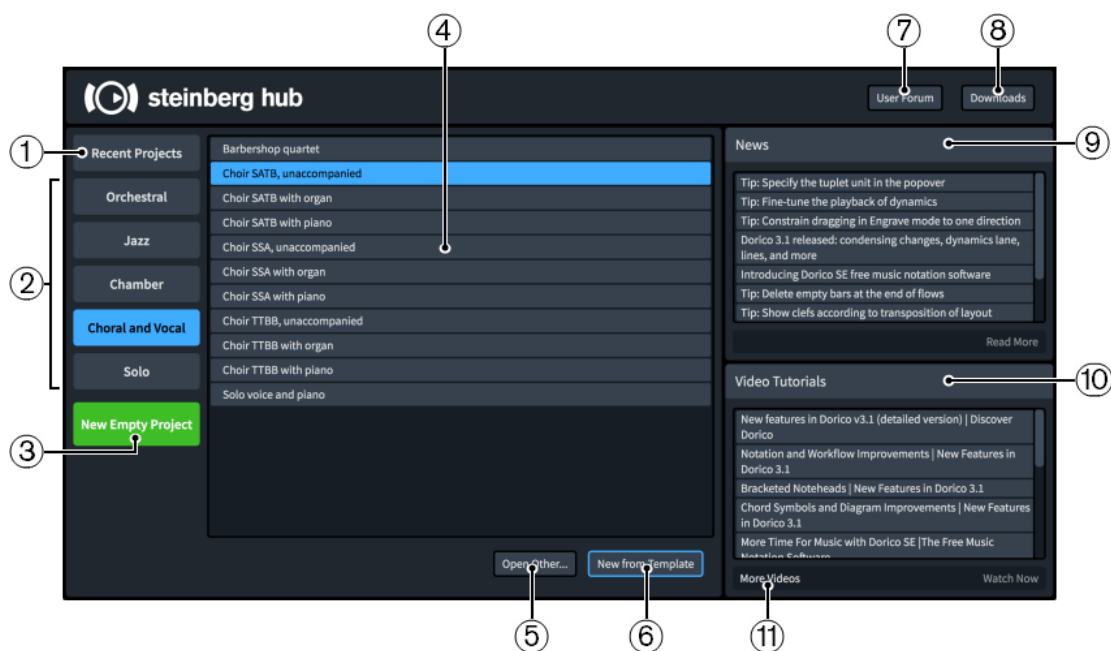 ④
⑦
⑧
steinberg hub
User Forum
Downloads
①
Recent Projects
②
Orchestral
Jazz
Chamber
Choral and Vocal
Solo
③
New Empty Project
Barbershop quartet
Choir SATB, unaccompanied
Choir SATB with organ
Choir SATB with piano
Choir SSA, unaccompanied
Choir SSA with organ
Choir SSA with piano
Choir TTBB, unaccompanied
Choir TTBB with organ
Choir TTBB with piano
Solo voice and piano
Open Other...
New from Template
⑤
⑥
News
⑨
Tip: Specify the tuplet unit in the popover
Tip: Fine-tune the playback of dynamics
Tip: Constrain dragging in Engrave mode to one direction
Dorico 3.1 released: condensing changes, dynamics lane,
lines, and more
Introducing Dorico SE free music notation software
Tip: Delete empty bars at the end of flows
Tip: Show clefs according to transposition of layout
Read More
Video Tutorials
⑩
New features in Dorico v3.1 (detailed version) | Discover
Dorico
Notation and Workflow Improvements | New Features in
Dorico 3.1
Bracketed Noteheads | New Features in Dorico 3.1
Chord Symbols and Diagram Improvements | New Features
in Dorico 3.1
More Time For Music with Dorico SE |The Free Music
Notation Software
More Videos
Watch Now
⑪